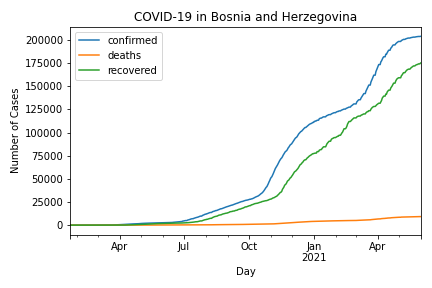 COVID-19 in Bosnia and Herzegovina
confirmed
deaths
recovered
Number of Cases
200000
175000
150000
125000
100000
75000
50000
25000
0
Apr
Jul
Oct
Jan
2021
Apr
Day